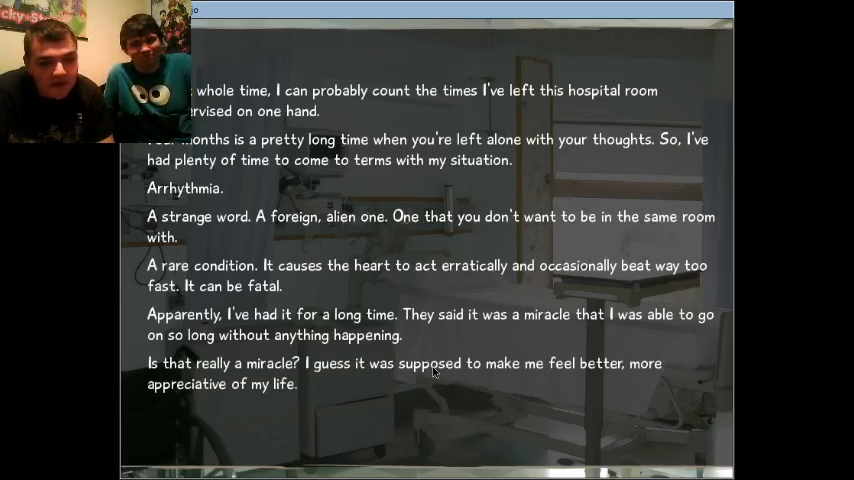 whole time, I can probably count the times I've left this hospital room
on one hand.
months is a pretty long time when you're left alone with your thoughts. So, I've
had plenty of time to come to terms with my situation.
Arrhythmia.
A strange word. A foreign, alien one. One that you don't want to be in the same room
with.
A rare condition. It causes the heart to act erratically and occasionally beat way too
fast. It can be fatal.
Apparently, I've had it for a long time. They said it was a miracle that I was able to go
on so long without anything happening.
Is that really a miracle? I guess it was supposed to make me feel better, more
appreciative of my life.